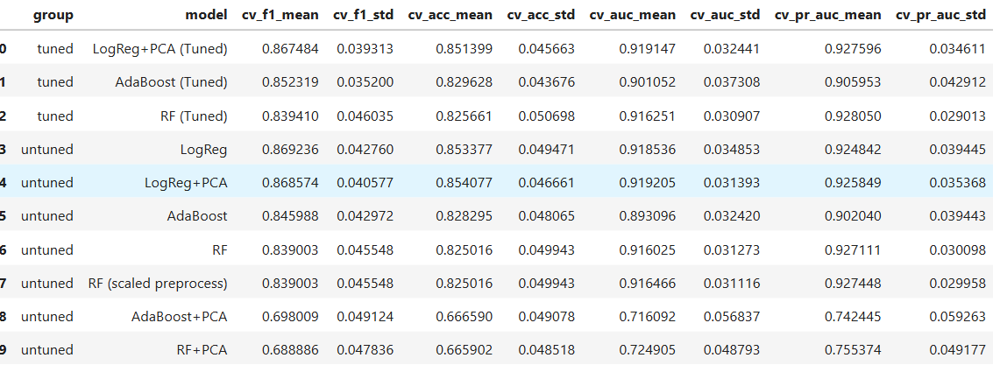 group model cv_f1_mean cv_f1_std cv_acc_mean cv_acc_std cv_auc_mean cv_auc_std cv_pr_auc_mean cv_pr_auc_std
0 tuned LogReg+PCA (Tuned) 0.867484 0.039313 0.851399 0.045663 0.919147 0.032441 0.927596 0.034611
1 tuned AdaBoost (Tuned) 0.852319 0.035200 0.829628 0.043676 0.901052 0.037308 0.905953 0.042912
2 tuned RF (Tuned) 0.839410 0.046035 0.825661 0.050698 0.916251 0.030907 0.928050 0.029013
3 untuned LogReg 0.869236 0.042760 0.853377 0.049471 0.918536 0.034853 0.924842 0.039445
4 untuned LogReg+PCA 0.868574 0.040577 0.854077 0.046661 0.919205 0.031393 0.925849 0.035368
5 untuned AdaBoost 0.845988 0.042972 0.828295 0.048065 0.893096 0.032420 0.902040 0.039443
6 untuned RF 0.839003 0.045548 0.825016 0.049943 0.916025 0.031273 0.927111 0.030098
7 untuned RF (scaled preprocess) 0.839003 0.045548 0.825016 0.049943 0.916466 0.031116 0.927448 0.029958
8 untuned AdaBoost+PCA 0.698009 0.049124 0.666590 0.049078 0.716092 0.056837 0.742445 0.059263
9 untuned RF+PCA 0.688886 0.047836 0.665902 0.048518 0.724905 0.048793 0.755374 0.049177